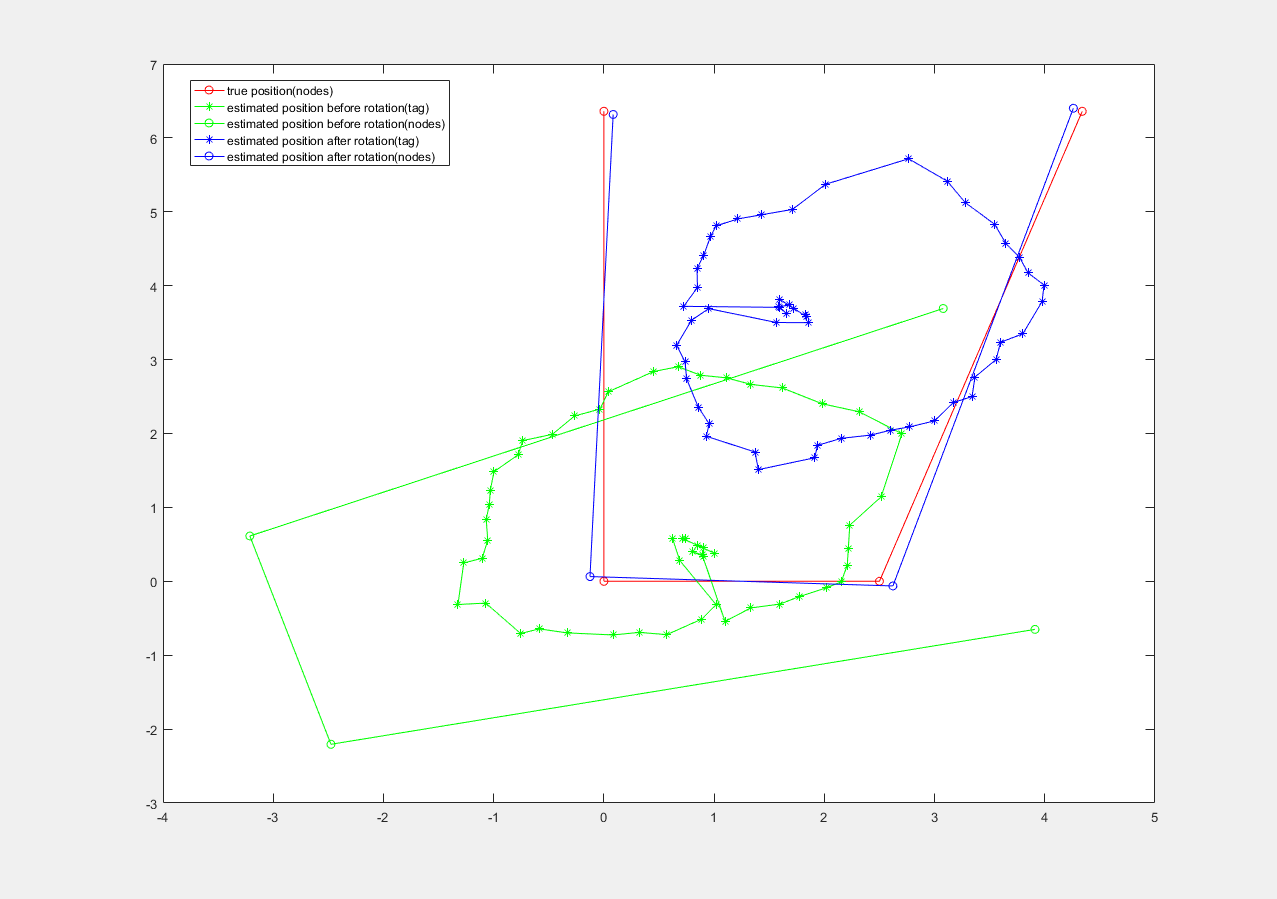 7
6
5
4
3
2
1
0
-1
-2
-3
-4 -3 -2 -1 0 1 2 3 4 5
true position(nodes)
estimated position before rotation(tag)
estimated position before rotation(nodes)
estimated position after rotation(tag)
estimated position after rotation(nodes)